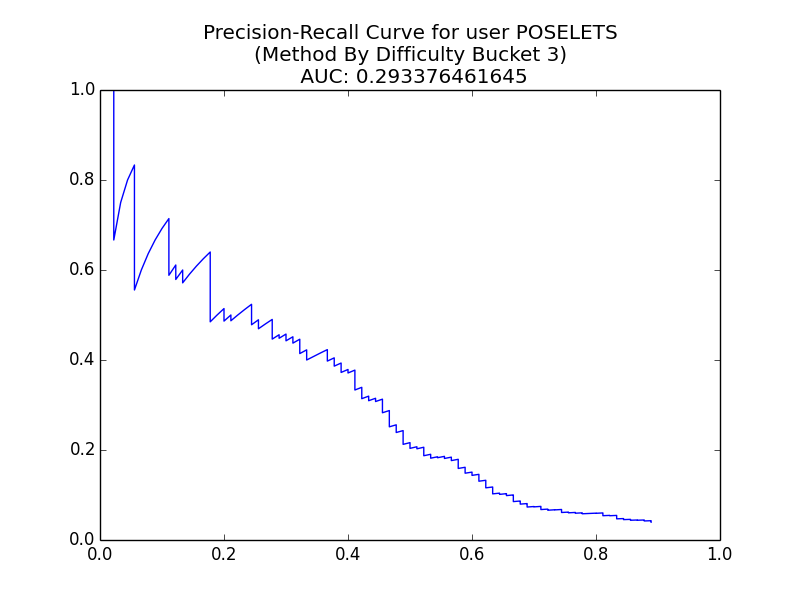 Precision-Recall Curve for user POSELETS
(Method By Difficulty Bucket 3)
AUC: 0.293376461645
1.0
0.8
0.6
0.4
0.2
0.0
0.0 0.2 0.4 0.6 0.8 1.0